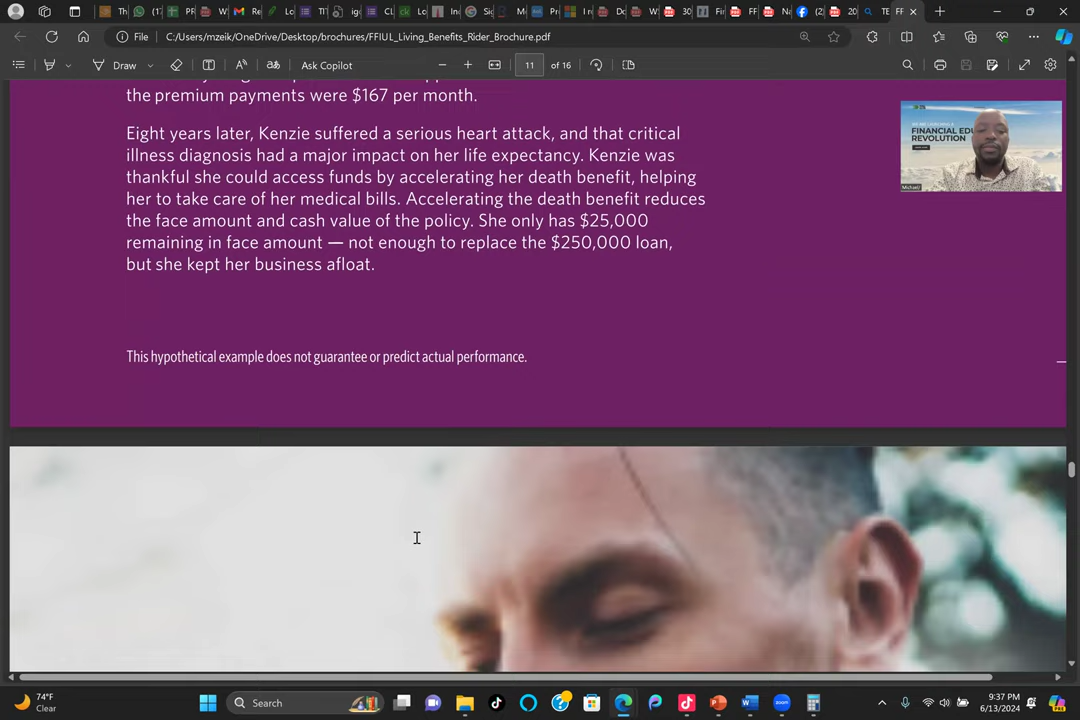 File
C:/Users/mzeik/OneDrive/Desktop/brochures/FFIUL_Living_Benefits_Rider_Brochure.pdf
Draw
Ask Copilot
11 of 16
the premium payments were $167 per month.
Eight years later, Kenzie suffered a serious heart attack, and that critical
illness diagnosis had a major impact on her life expectancy. Kenzie was
thankful she could access funds by accelerating her death benefit, helping
her to take care of her medical bills. Accelerating the death benefit reduces
the face amount and cash value of the policy. She only has $25,000
remaining in face amount — not enough to replace the $250,000 loan,
but she kept her business afloat.
This hypothetical example does not guarantee or predict actual performance.
FINANCIAL EDU
REVOLUTION
Michael
74°F
Clear
Search
9:37 PM
6/13/2024